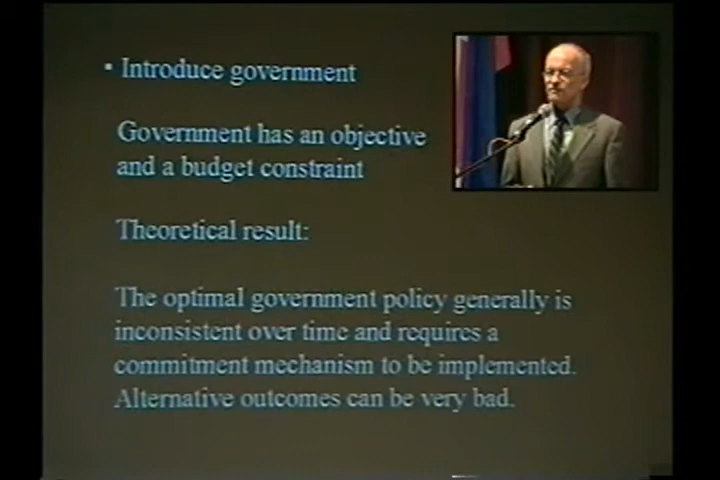 ▪ Introduce government
Government has an objective
and a budget constraint
Theoretical result:
The optimal government policy generally is
inconsistent over time and requires a
commitment mechanism to be implemented.
Alternative outcomes can be very bad.